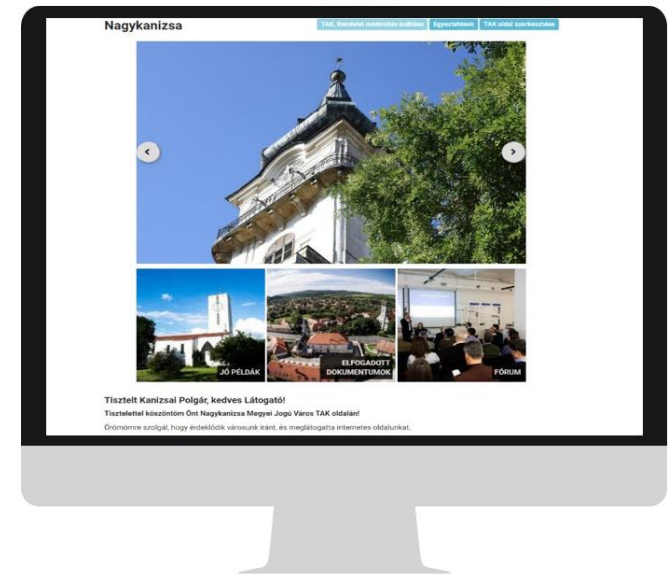 Nagykanizsa
TAK, Rendelet módosítás indítása
Egyeztetések
TAK oldal szerkesztése
JÓ PÉLDÁK
ELFOGADOTT
DOKUMENTUMOK
FÓRUM
Tisztelt Kanizsai Polgár, kedves Látogató!
Tisztelettel köszöntöm Önt Nagykanizsa Megyei Jogú Város TAK oldalán!
Örömömre szolgál, hogy érdeklődik városunk iránt, és meglátogatta internetes oldalunkat.